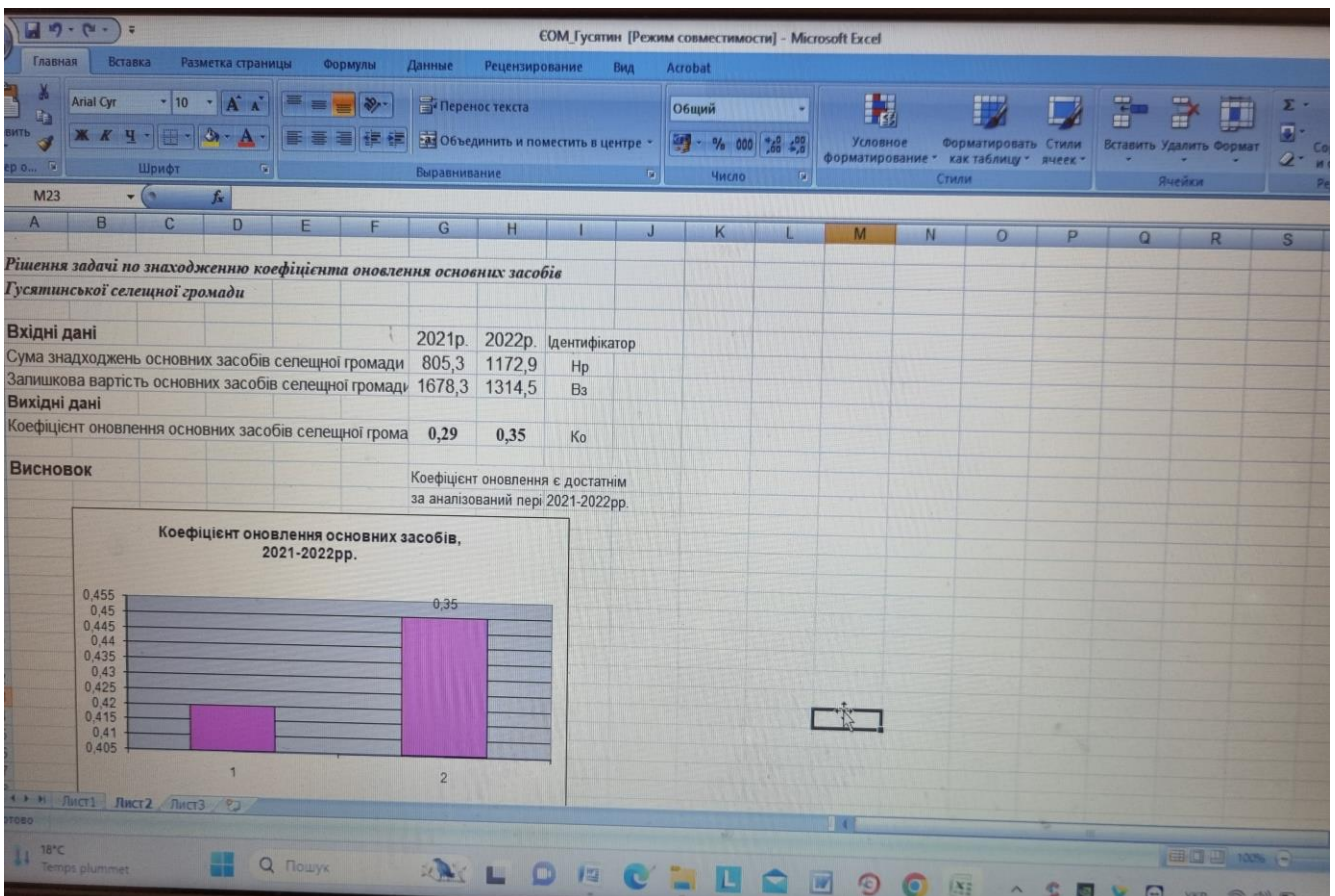 ЄОМ_Гусятин [Режим совместимости] - Microsoft Excel
Главная Вставка Разметка страницы Формулы Данные Рецензирование Вид Acrobat
Arial Cyr 10 Перенос текста Общий
Ж К Ч Объединить и поместить в центре % 000 Условное форматирование Форматировать как таблицу Стили ячеек Вставить Удалить Формат
Шрифт Выравнивание Число Стили Ячейки
M23 fx
A B C D E F G H I J K L M N O P Q R S
Рішення задачі по знаходженню коефіцієнта оновлення основних засобів
Гусятинської селещної громади
Вхідні дані 2021р. 2022р. Ідентифікатор
Сума знадходжень основних засобів селещної громади 805,3 1172,9 Нр
Запишкова вартість основних засобів селещної громади 1678,3 1314,5 Вз
Вихідні дані
Коефіцієнт оновлення основних засобів селещної грома 0,29 0,35 Ко
Висновок Коефіцієнт оновлення є достатнім
за аналізований пері 2021-2022рр.
Коефіцієнт оновлення основних засобів,
2021-2022рр.
0,455
0,45
0,445
0,44
0,435
0,43
0,425
0,42
0,415
0,41
0,405
0,35
1 2
Лист1 Лист2 Лист3
18°C
Temps plummet
Пошук
100%